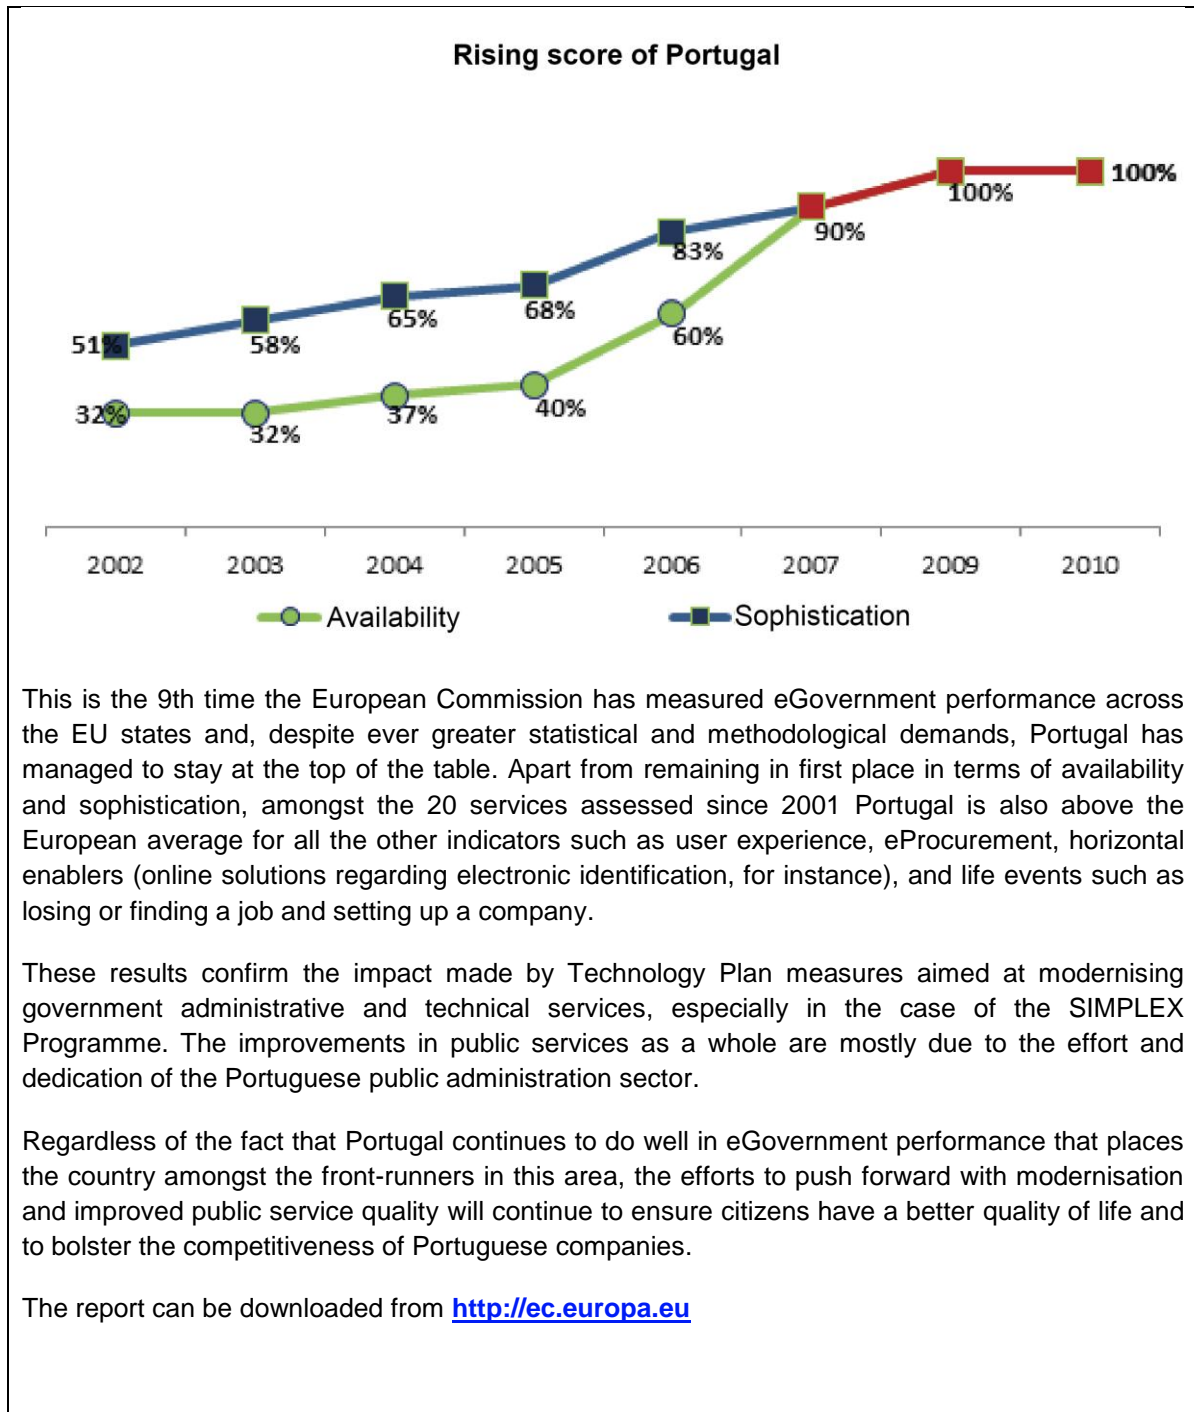 Rising score of Portugal
100%
100%
90%
83%
68%
65%
58%
51%
60%
40%
37%
32%
32%
2002 2003 2004 2005 2006 2007 2009 2010
Availability Sophistication
This is the 9th time the European Commission has measured eGovernment performance across
the EU states and, despite ever greater statistical and methodological demands, Portugal has
managed to stay at the top of the table. Apart from remaining in first place in terms of availability
and sophistication, amongst the 20 services assessed since 2001 Portugal is also above the
European average for all the other indicators such as user experience, eProcurement, horizontal
enablers (online solutions regarding electronic identification, for instance), and life events such as
losing or finding a job and setting up a company.
These results confirm the impact made by Technology Plan measures aimed at modernising
government administrative and technical services, especially in the case of the SIMPLEX
Programme. The improvements in public services as a whole are mostly due to the effort and
dedication of the Portuguese public administration sector.
Regardless of the fact that Portugal continues to do well in eGovernment performance that places
the country amongst the front-runners in this area, the efforts to push forward with modernisation
and improved public service quality will continue to ensure citizens have a better quality of life and
to bolster the competitiveness of Portuguese companies.
The report can be downloaded from http://ec.europa.eu